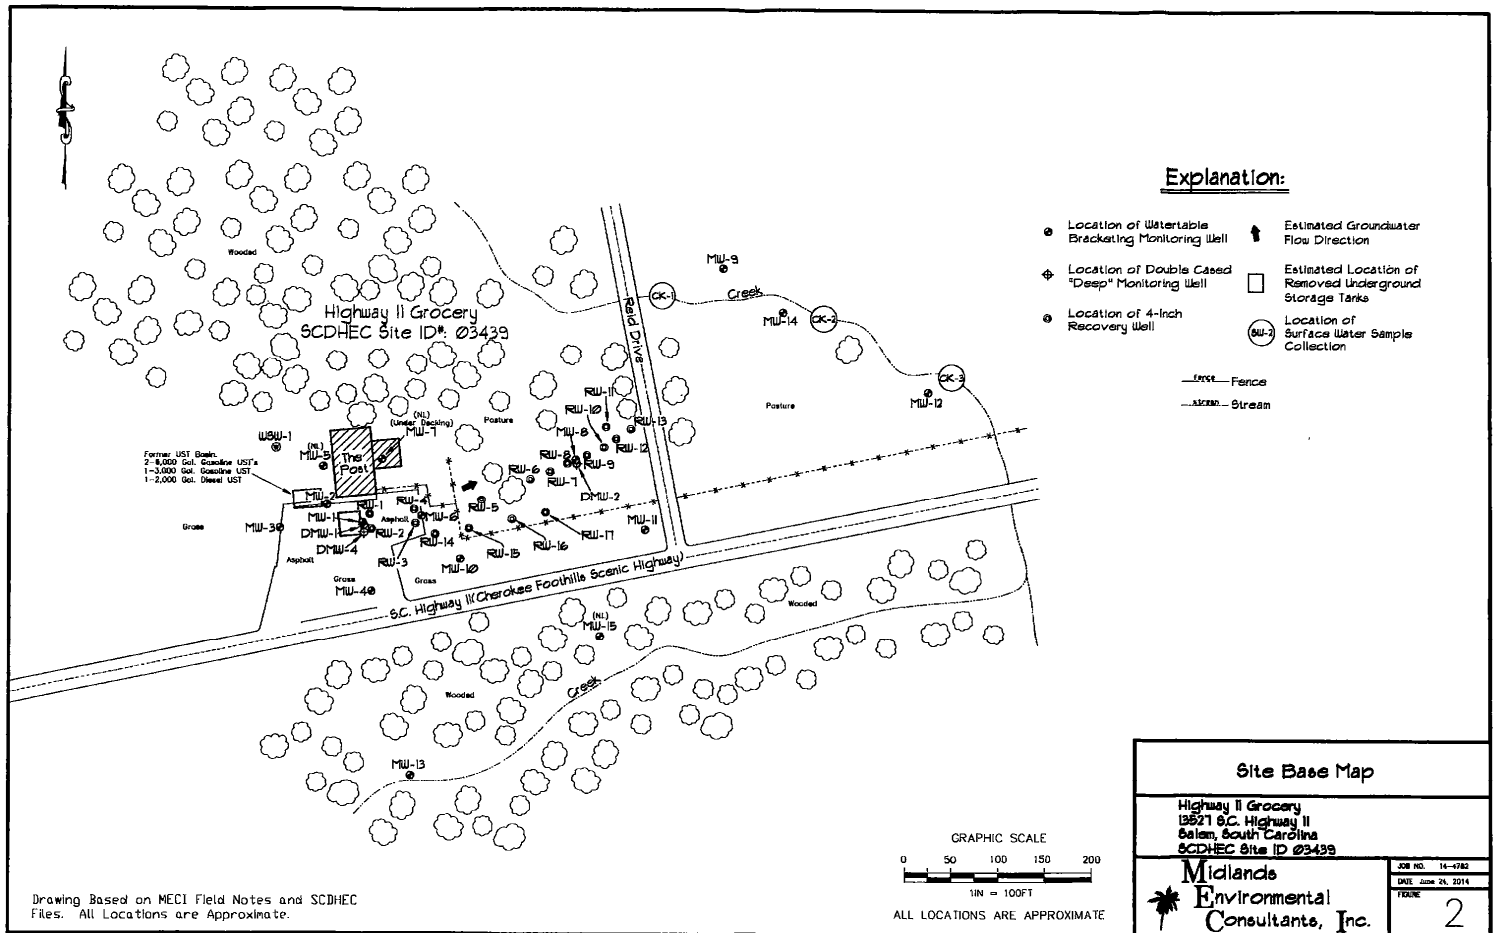 Explanation:
Location of Watertable
Bracketing Monitoring Well
Estimated Groundwater
Flow Direction
Location of Double Cased
"Deep" Monitoring Well
Estimated Location of
Removed Underground
Storage Tanks
Location of 4-Inch
Recovery Well
SW-2
Location of
Surface Water Sample
Collection
fence
Fence
stream
Stream
Wooded
Highway 11 Grocery
SCDHEC Site ID#: 03439
Reid Drive
MW-9
CK-1
Creek
MW-14
CK-2
CK-3
MW-12
Pasture
Pasture
RW-11
RW-10
RW-13
MW-8
RW-12
RW-8
RW-9
RW-6
RW-7
DMW-2
(NL)
(Under Decking)
MW-7
WSW-1
(NL)
MW-5
The
Post
Former UST Basin
2-8,000 Gal. Gasoline UST's
1-3,000 Gal. Gasoline UST
1-2,000 Gal. Diesel UST
MW-2
RW-1
RW-4
MW-1
Asphalt
MW-6
RW-5
Grass
MW-3
DMW-1
RW-2
DMW-4
RW-14
RW-15
RW-16
RW-17
MW-11
RW-3
Asphalt
MW-10
Grass
Grass
MW-4
S.C. Highway 11(Cherokee Foothills Scenic Highway)
Wooded
(NL)
MW-15
Creek
Wooded
MW-13
Site Base Map
Highway 11 Grocery
13527 S.C. Highway 11
Salem, South Carolina
SCDHEC Site ID 03439
Midlands
Environmental
Consultants, Inc.
JOB NO. 14-4782
DATE June 24, 2014
FIGURE
2
GRAPHIC SCALE
0 50 100 150 200
1IN = 100FT
ALL LOCATIONS ARE APPROXIMATE
Drawing Based on MECI Field Notes and SCDHEC
Files. All Locations are Approximate.